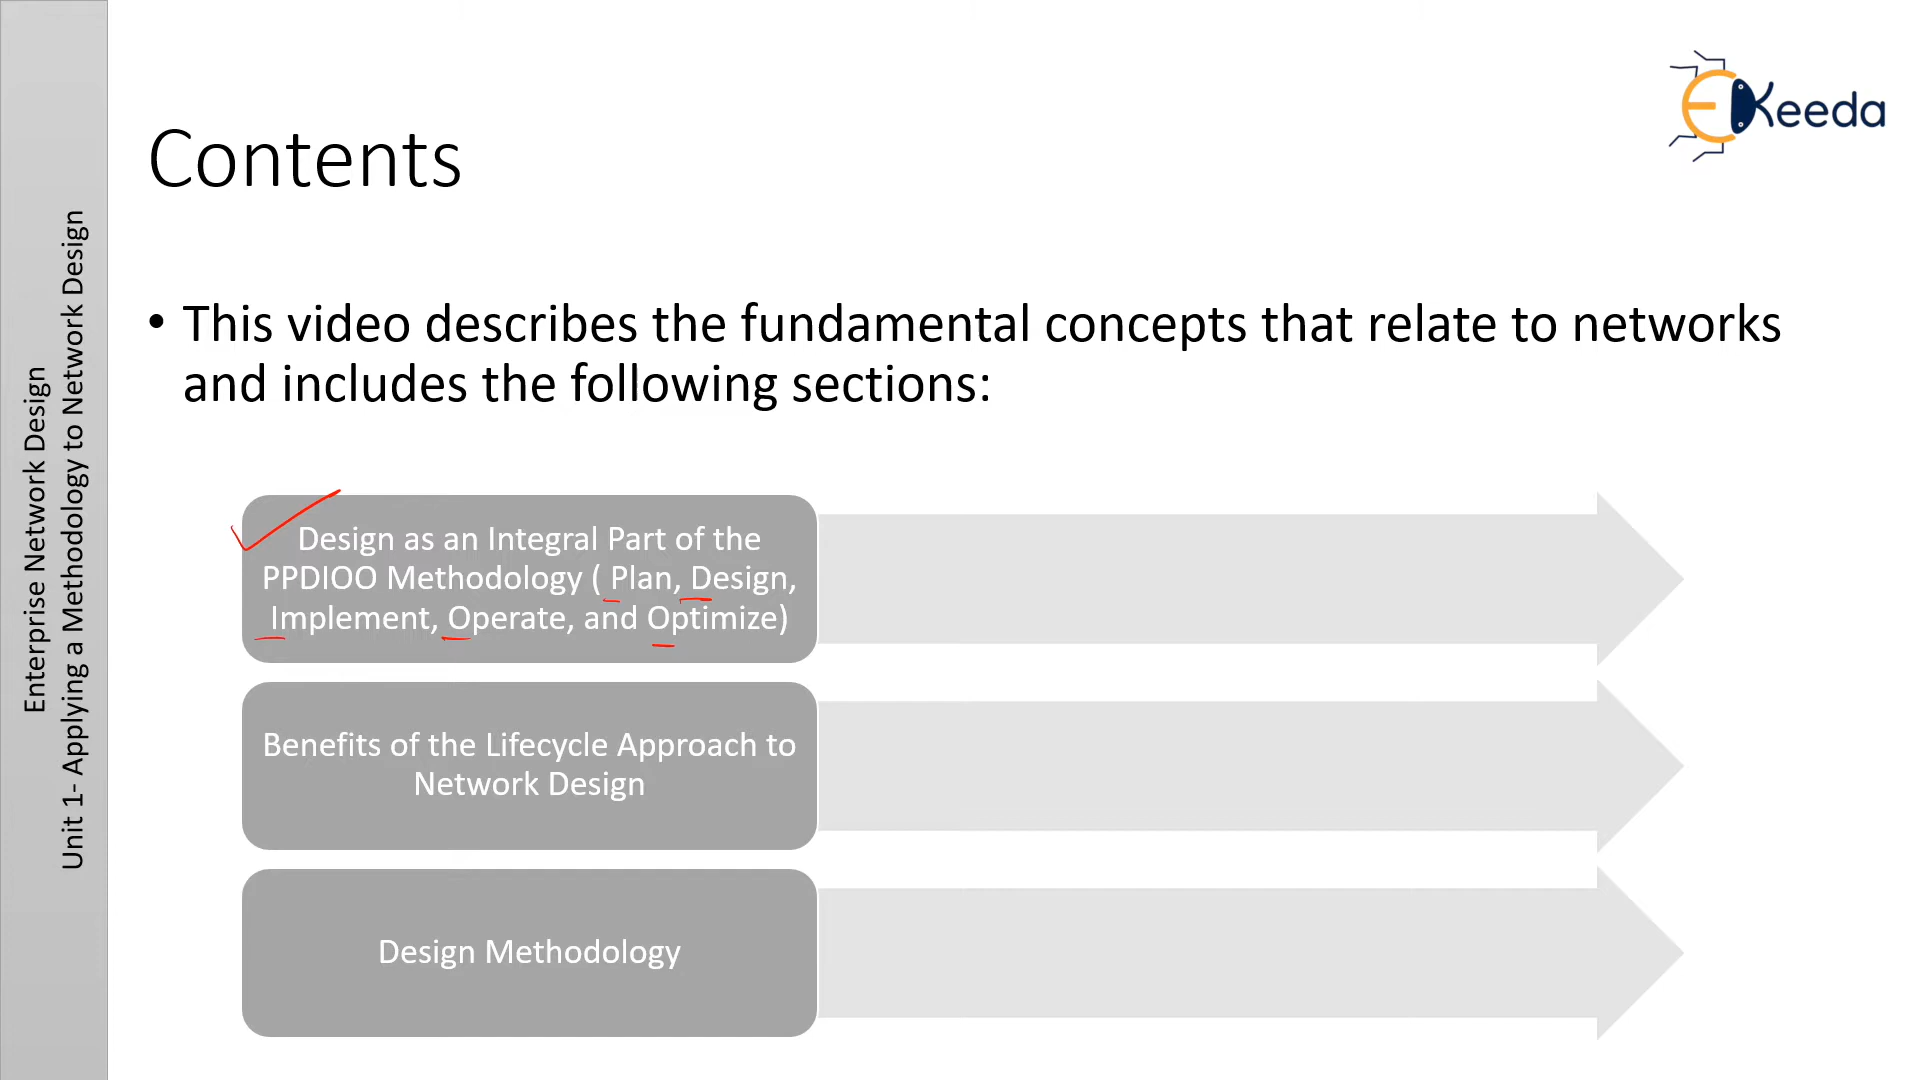 Enterprise Network Design
Unit 1- Applying a Methodology to Network Design
EKeeda
Contents
• This video describes the fundamental concepts that relate to networks
and includes the following sections:
Design as an Integral Part of the
PPDIOO Methodology ( Plan, Design,
Implement, Operate, and Optimize)
Benefits of the Lifecycle Approach to
Network Design
Design Methodology